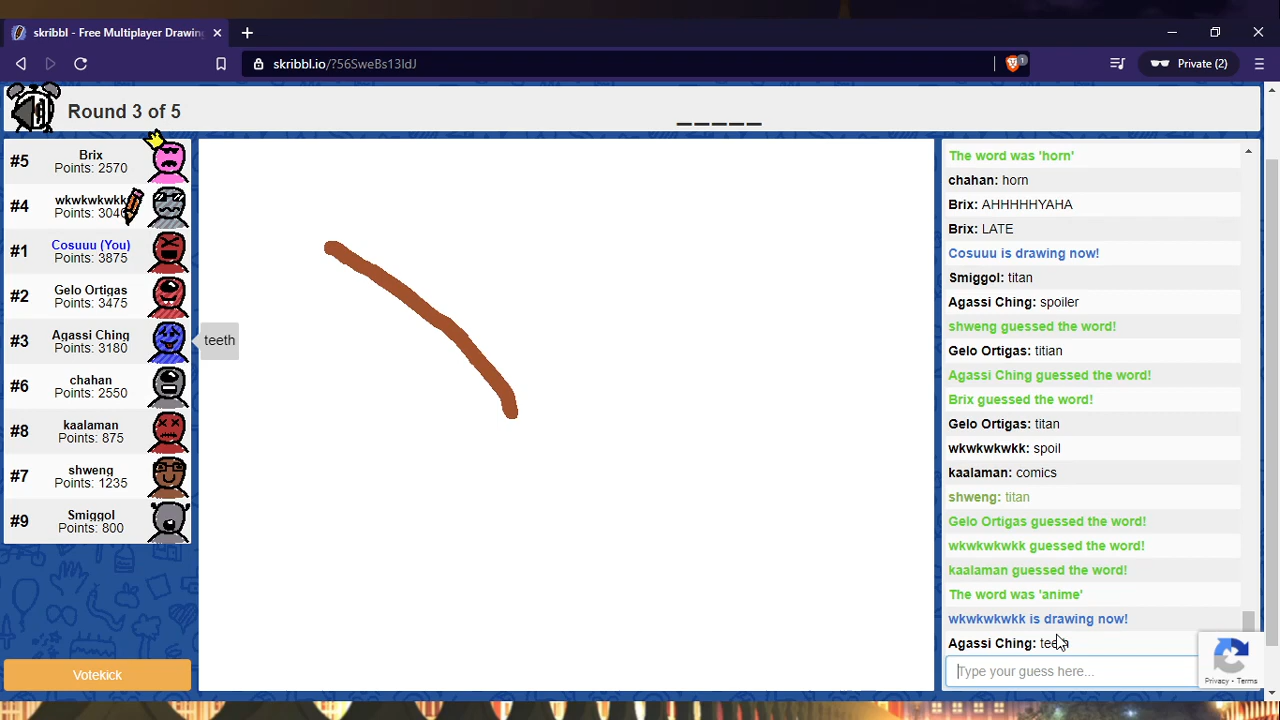 skribbl - Free Multiplayer Drawing
skribbl.io/?56SweBs13IdJ
1
Private (2)
Round 3 of 5
_ _ _ _ _
#5 Brix
Points: 2570
#4 wkwkwkwkk
Points: 3046
#1 Cosuuu (You)
Points: 3875
#2 Gelo Ortigas
Points: 3475
#3 Agassi Ching
Points: 3180
teeth
#6 chahan
Points: 2550
#8 kaalaman
Points: 875
#7 shweng
Points: 1235
#9 Smiggol
Points: 800
Votekick
The word was 'horn'
chahan: horn
Brix: AHHHHHYAHA
Brix: LATE
Cosuuu is drawing now!
Smiggol: titan
Agassi Ching: spoiler
shweng guessed the word!
Gelo Ortigas: titian
Agassi Ching guessed the word!
Brix guessed the word!
Gelo Ortigas: titan
wkwkwkwkk: spoil
kaalaman: comics
shweng: titan
Gelo Ortigas guessed the word!
wkwkwkwkk guessed the word!
kaalaman guessed the word!
The word was 'anime'
wkwkwkwkk is drawing now!
Agassi Ching: teeth
Type your guess here...
Privacy - Terms